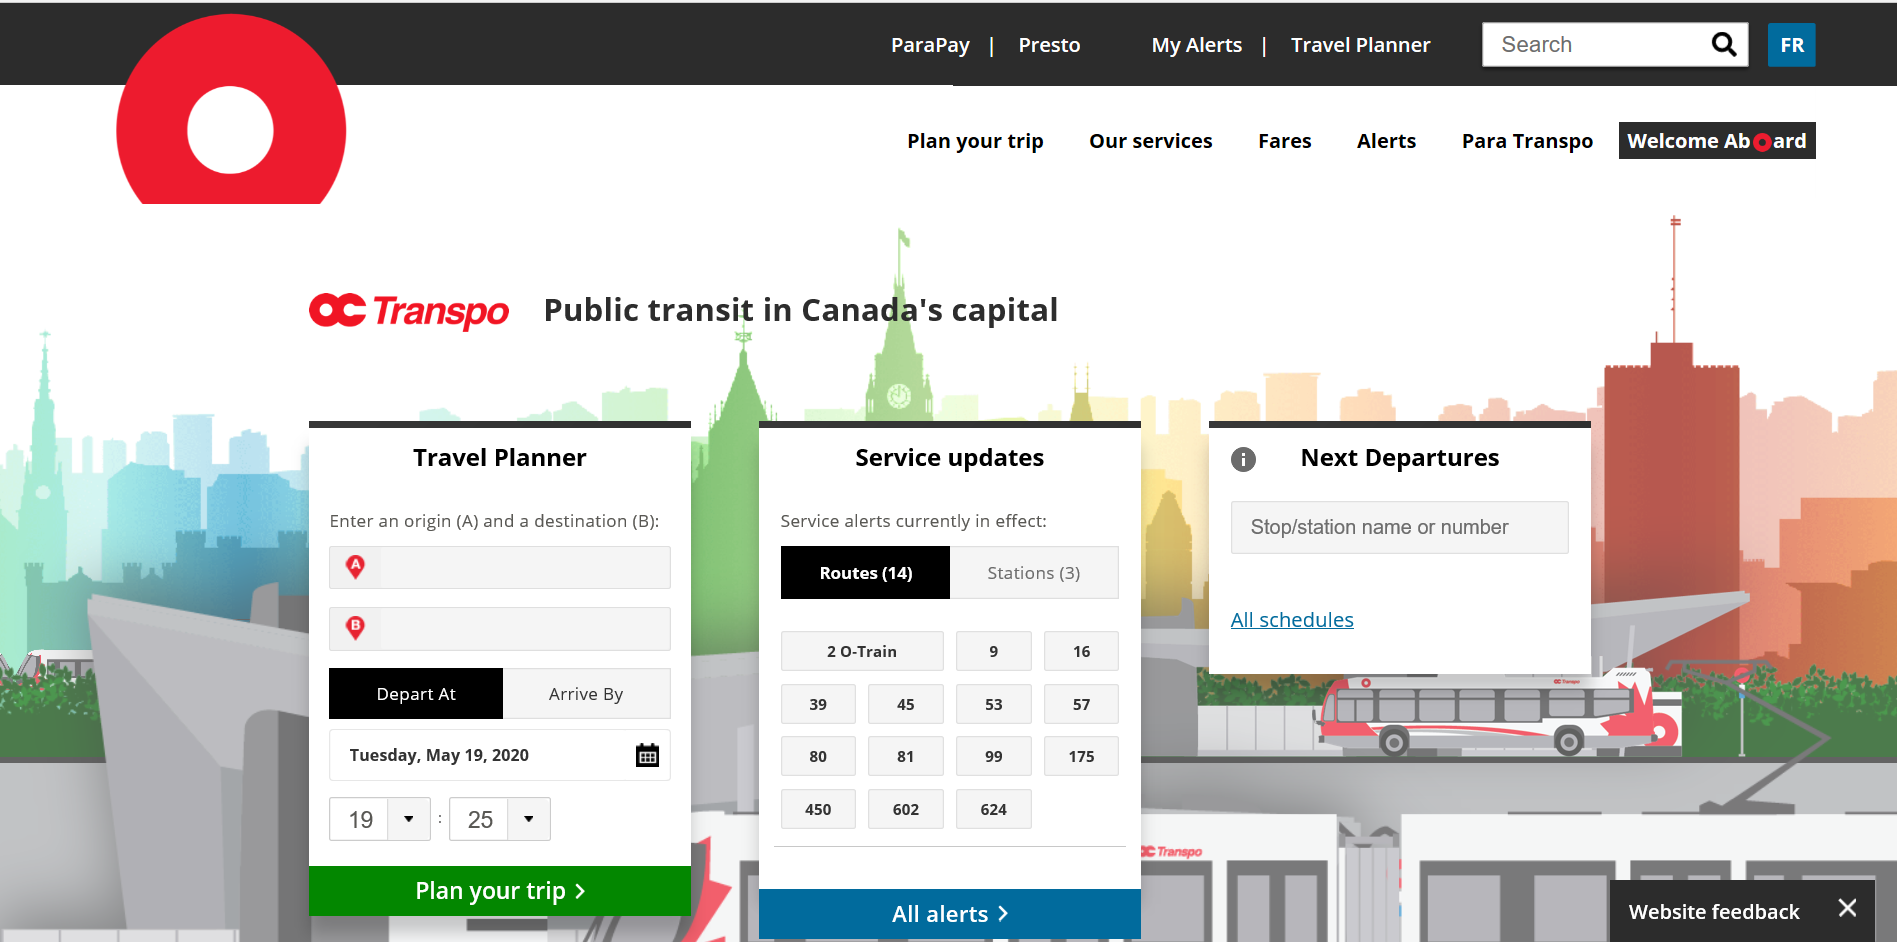 ParaPay | Presto My Alerts | Travel Planner Search FR
Plan your trip Our services Fares Alerts Para Transpo Welcome Aboard
OC Transpo Public transit in Canada's capital
Travel Planner
Enter an origin (A) and a destination (B):
A
B
Depart At Arrive By
Tuesday, May 19, 2020
19 : 25
Plan your trip
Service updates
Service alerts currently in effect:
Routes (14) Stations (3)
2 O-Train 9 16
39 45 53 57
80 81 99 175
450 602 624
All alerts
Next Departures
Stop/station name or number
All schedules
OC Transpo
OC Transpo
Website feedback